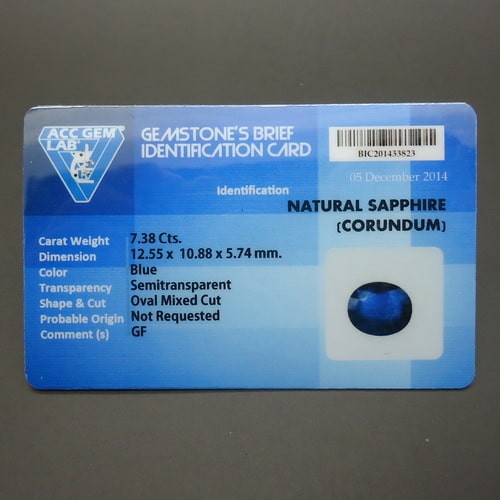 ACC GEM
LAB
GEMSTONE'S BRIEF
IDENTIFICATION CARD
BIC201433823
05 December 2014
Identification
NATURAL SAPPHIRE
(CORUNDUM)
Carat Weight 7.38 Cts.
Dimension 12.55 x 10.88 x 5.74 mm.
Color Blue
Transparency Semitransparent
Shape & Cut Oval Mixed Cut
Probable Origin Not Requested
Comment (s) GF